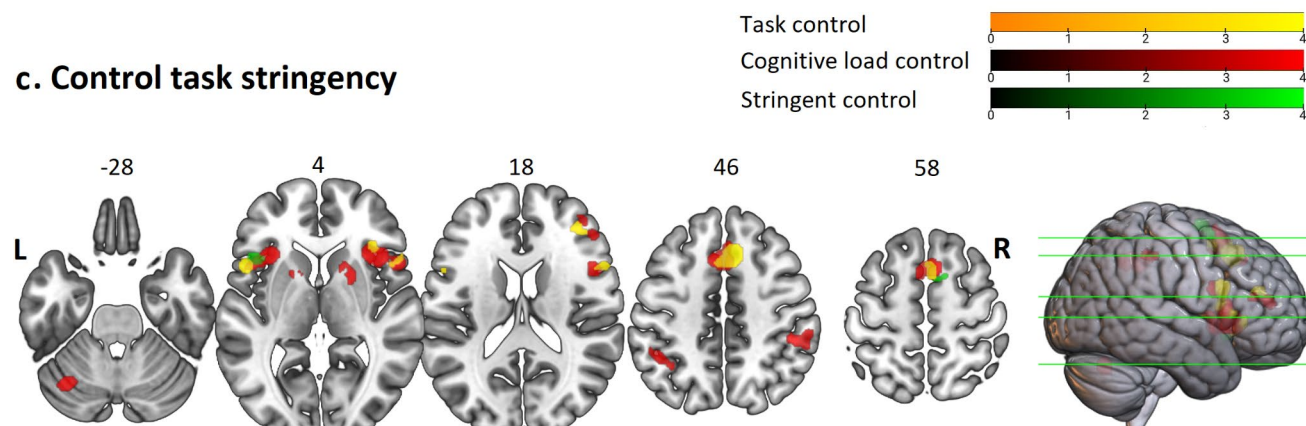 Task control
0 1 2 3 4
c. Control task stringency
Cognitive load control
0 1 2 3 4
Stringent control
0 1 2 3 4
-28 4 18 46 58
L R